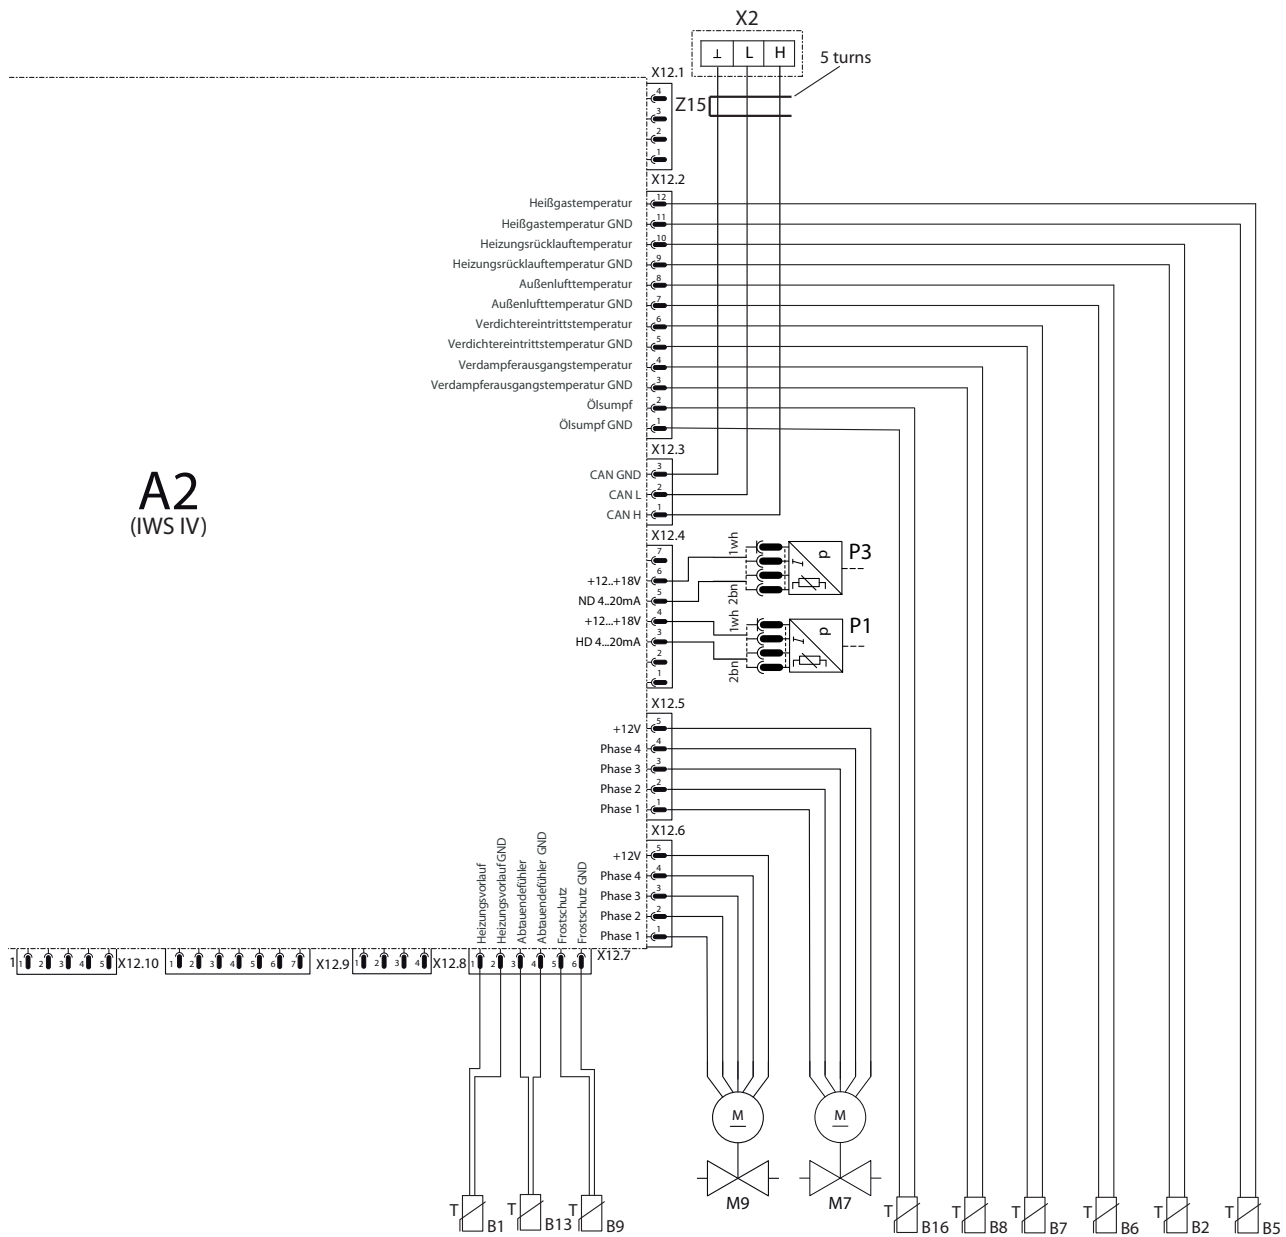 X2
⊥ L H
5 turns
Z15
X12.1
4
3
2
1
X12.2
Heißgastemperatur 12
Heißgastemperatur GND 11
Heizungsrücklauftemperatur 10
Heizungsrücklauftemperatur GND 9
Außenlufttemperatur 8
Außenlufttemperatur GND 7
Verdichtereintrittstemperatur 6
Verdichtereintrittstemperatur GND 5
Verdampferausgangstemperatur 4
Verdampferausgangstemperatur GND 3
Ölsumpf 2
Ölsumpf GND 1
A2
(IWS IV)
X12.3
CAN GND 3
CAN L 2
CAN H 1
X12.4
7
+12..+18V 6
ND 4..20mA 5
+12...+18V 4
HD 4...20mA 3
2
1
1wh
2bn
p
I
P3
1wh
2bn
p
I
P1
X12.5
+12V 5
Phase 4 4
Phase 3 3
Phase 2 2
Phase 1 1
X12.6
+12V 5
Phase 4 4
Phase 3 3
Phase 2 2
Phase 1 1
Heizungsvorlauf
Heizungsvorlauf GND
Abtauendefühler
Abtauendefühler GND
Frostschutz
Frostschutz GND
1 1 2 3 4 5 X12.10 1 2 3 4 5 6 7 X12.9 1 2 3 4 X12.8 1 2 3 4 5 6 X12.7
M M
M9 M7
T B1 T B13 T B9
T B16 T B8 T B7 T B6 T B2 T B5